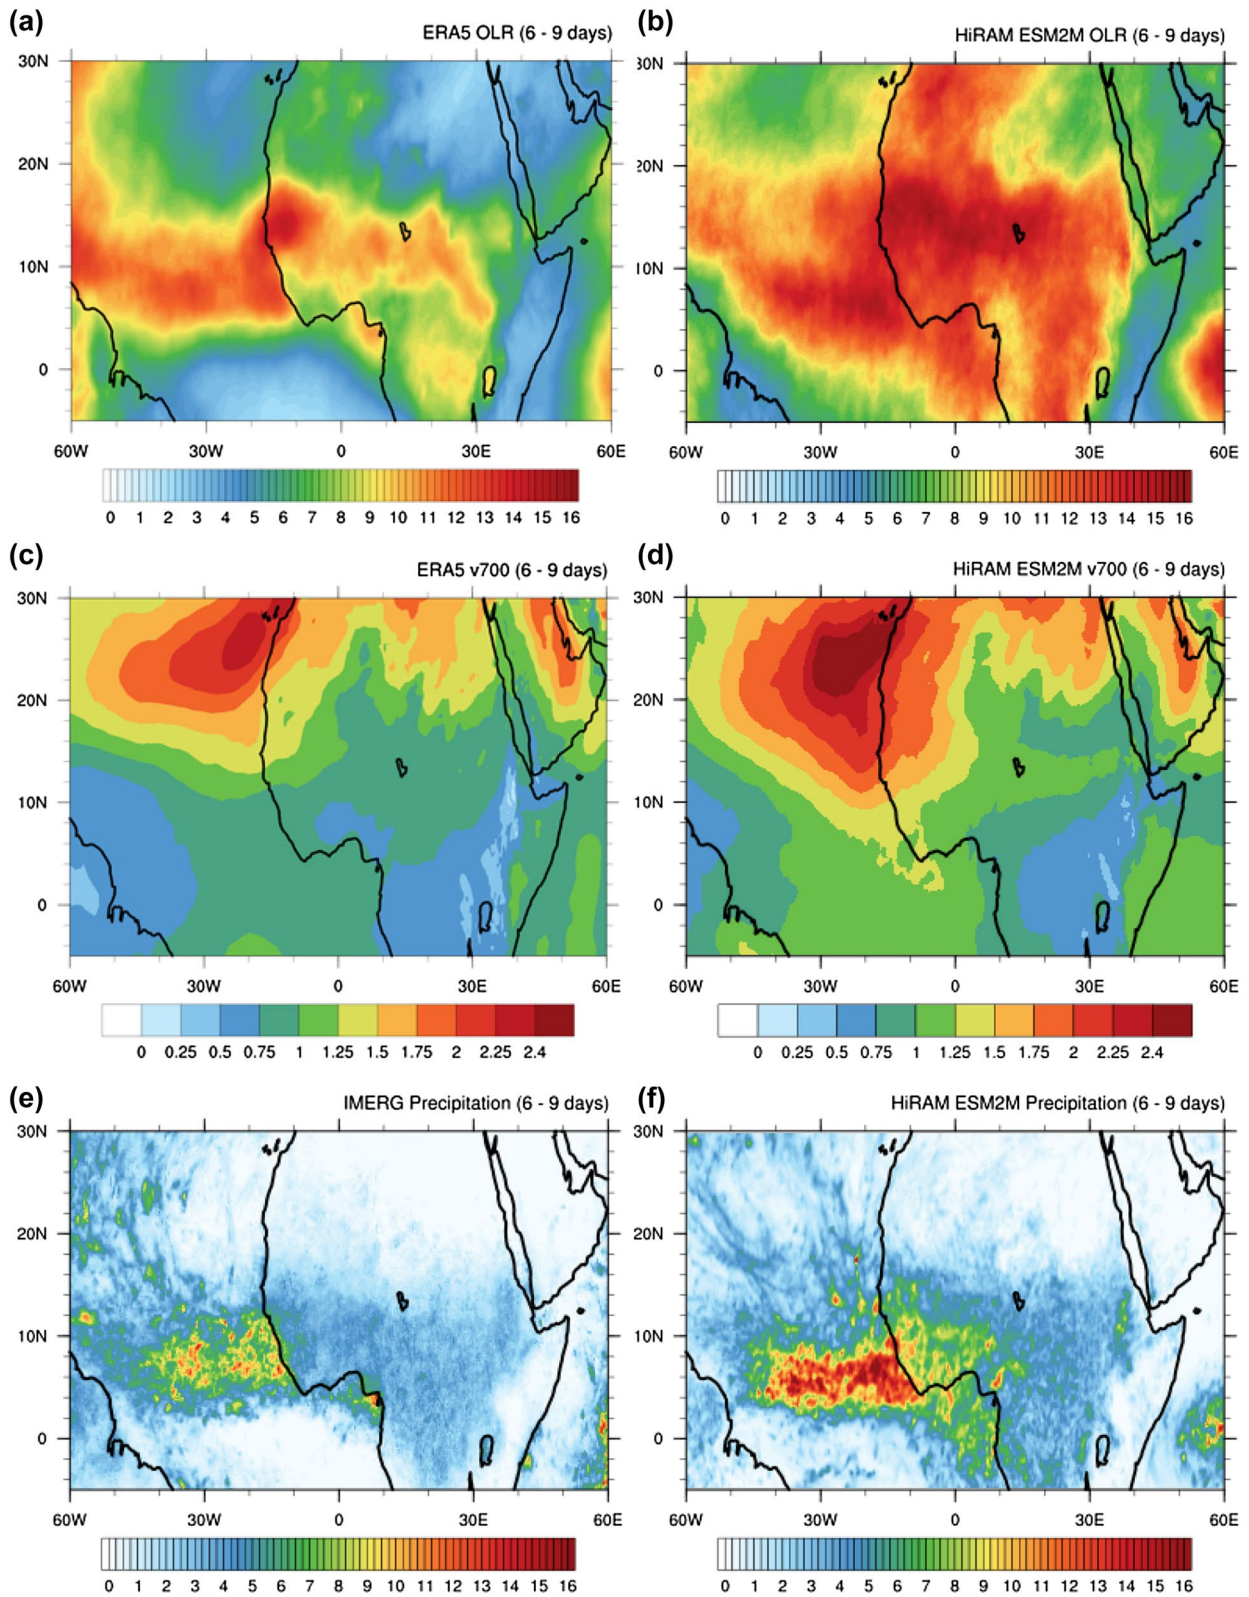 (a)
ERA5 OLR (6 - 9 days)
30N
20N
10N
0
60W 30W 0 30E 60E
0 1 2 3 4 5 6 7 8 9 10 11 12 13 14 15 16
(b)
HiRAM ESM2M OLR (6 - 9 days)
30N
20N
10N
0
60W 30W 0 30E 60E
0 1 2 3 4 5 6 7 8 9 10 11 12 13 14 15 16
(c)
ERA5 v700 (6 - 9 days)
30N
20N
10N
0
60W 30W 0 30E 60E
0 0.25 0.5 0.75 1 1.25 1.5 1.75 2 2.25 2.4
(d)
HiRAM ESM2M v700 (6 - 9 days)
30N
20N
10N
0
60W 30W 0 30E 60E
0 0.25 0.5 0.75 1 1.25 1.5 1.75 2 2.25 2.4
(e)
IMERG Precipitation (6 - 9 days)
30N
20N
10N
0
60W 30W 0 30E 60E
0 1 2 3 4 5 6 7 8 9 10 11 12 13 14 15 16
(f)
HiRAM ESM2M Precipitation (6 - 9 days)
30N
20N
10N
0
60W 30W 0 30E 60E
0 1 2 3 4 5 6 7 8 9 10 11 12 13 14 15 16